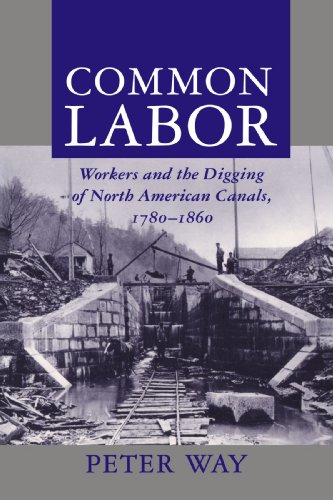 COMMON
LABOR
Workers and the Digging
of North American Canals,
1780–1860
PETER WAY